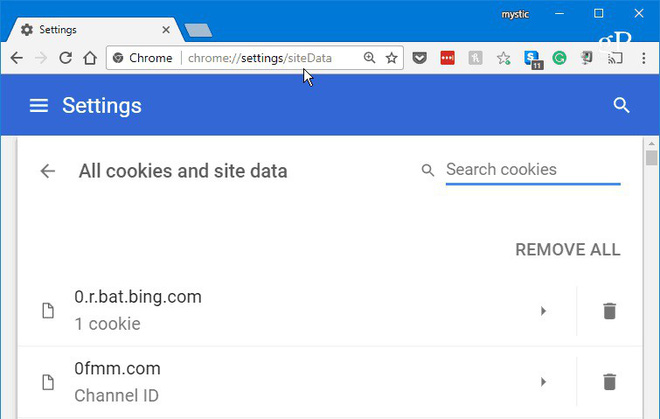 mystic
Settings
gP
Chrome | chrome://settings/siteData
11
Settings
All cookies and site data
Search cookies
REMOVE ALL
0.r.bat.bing.com
1 cookie
0fmm.com
Channel ID